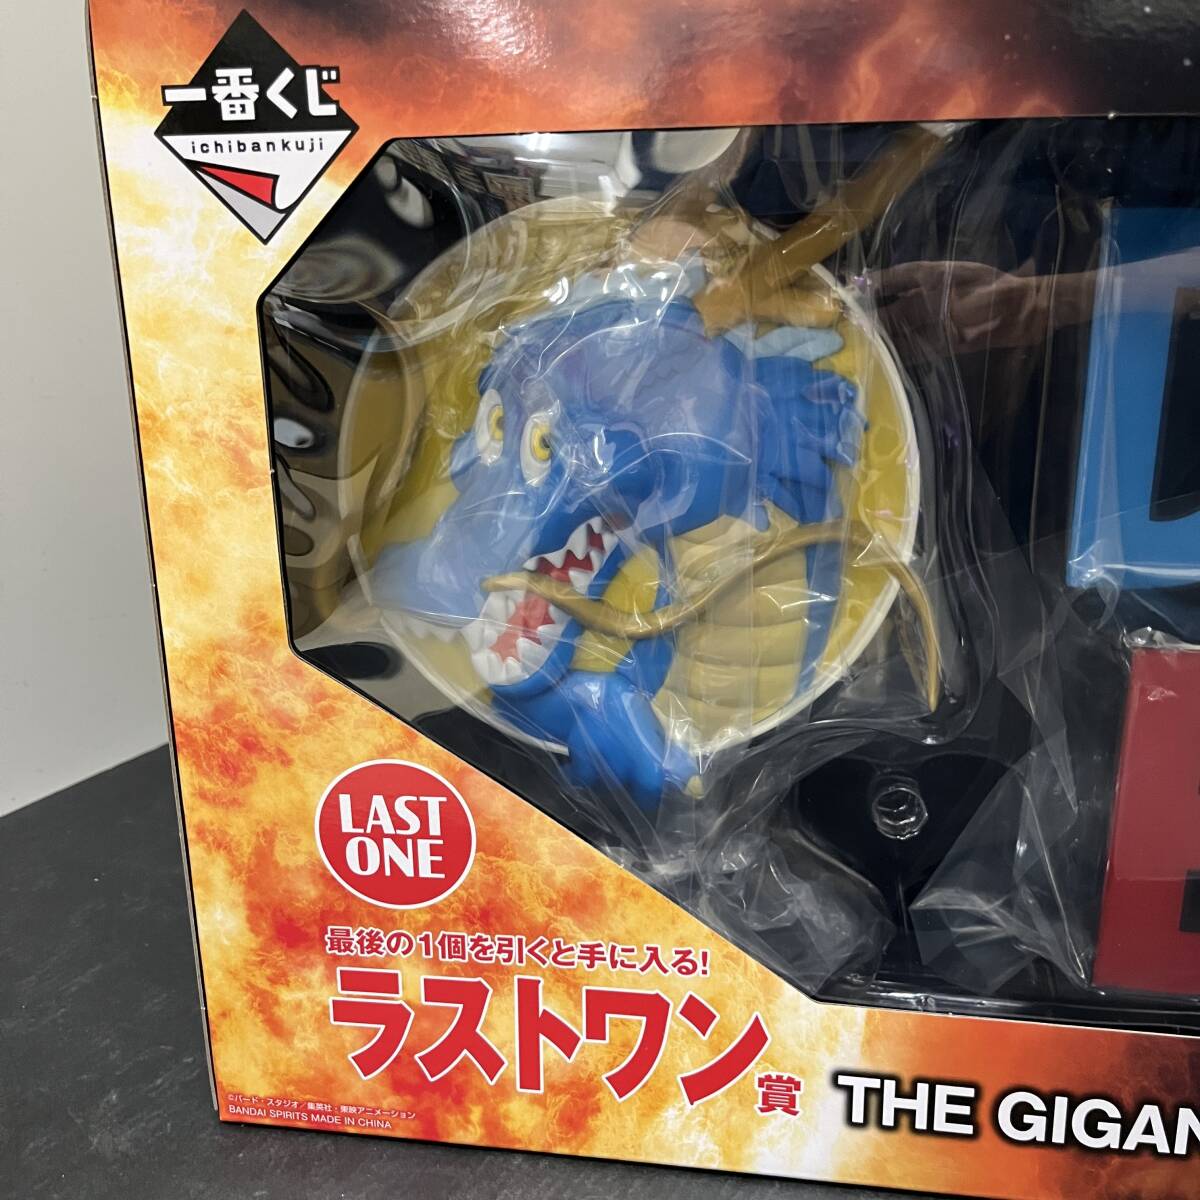 一番くじ
ichibankuji
LAST
ONE
最後の1個を引くと手に入る!
ラストワン賞
THE GIGAN
©バード・スタジオ/集英社・東映アニメーション
BANDAI SPIRITS MADE IN CHINA